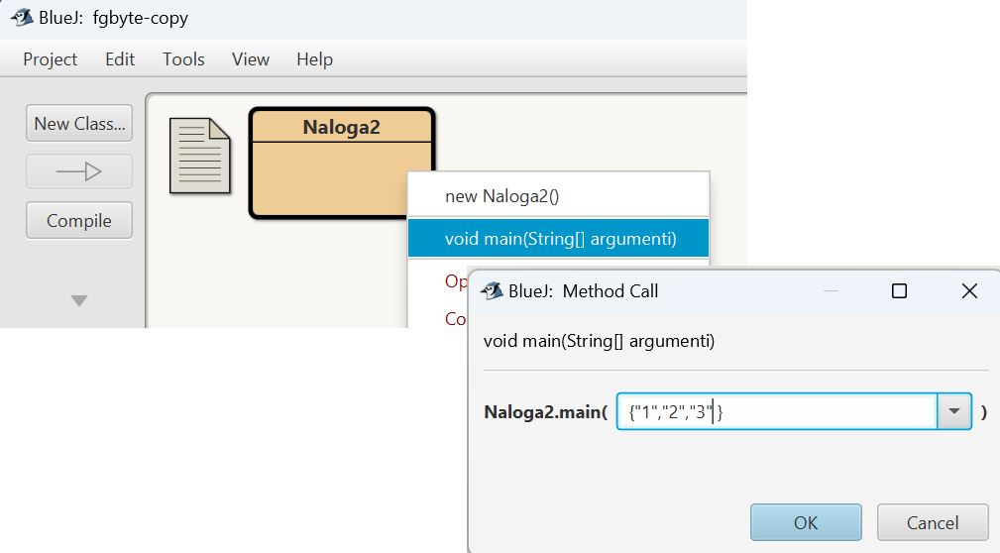 BlueJ: fgbyte-copy
Project Edit Tools View Help
New Class...
Compile
Naloga2
new Naloga2()
void main(String[] argumenti)
Op
Co
BlueJ: Method Call
void main(String[] argumenti)
Naloga2.main( {"1","2","3"} )
OK Cancel